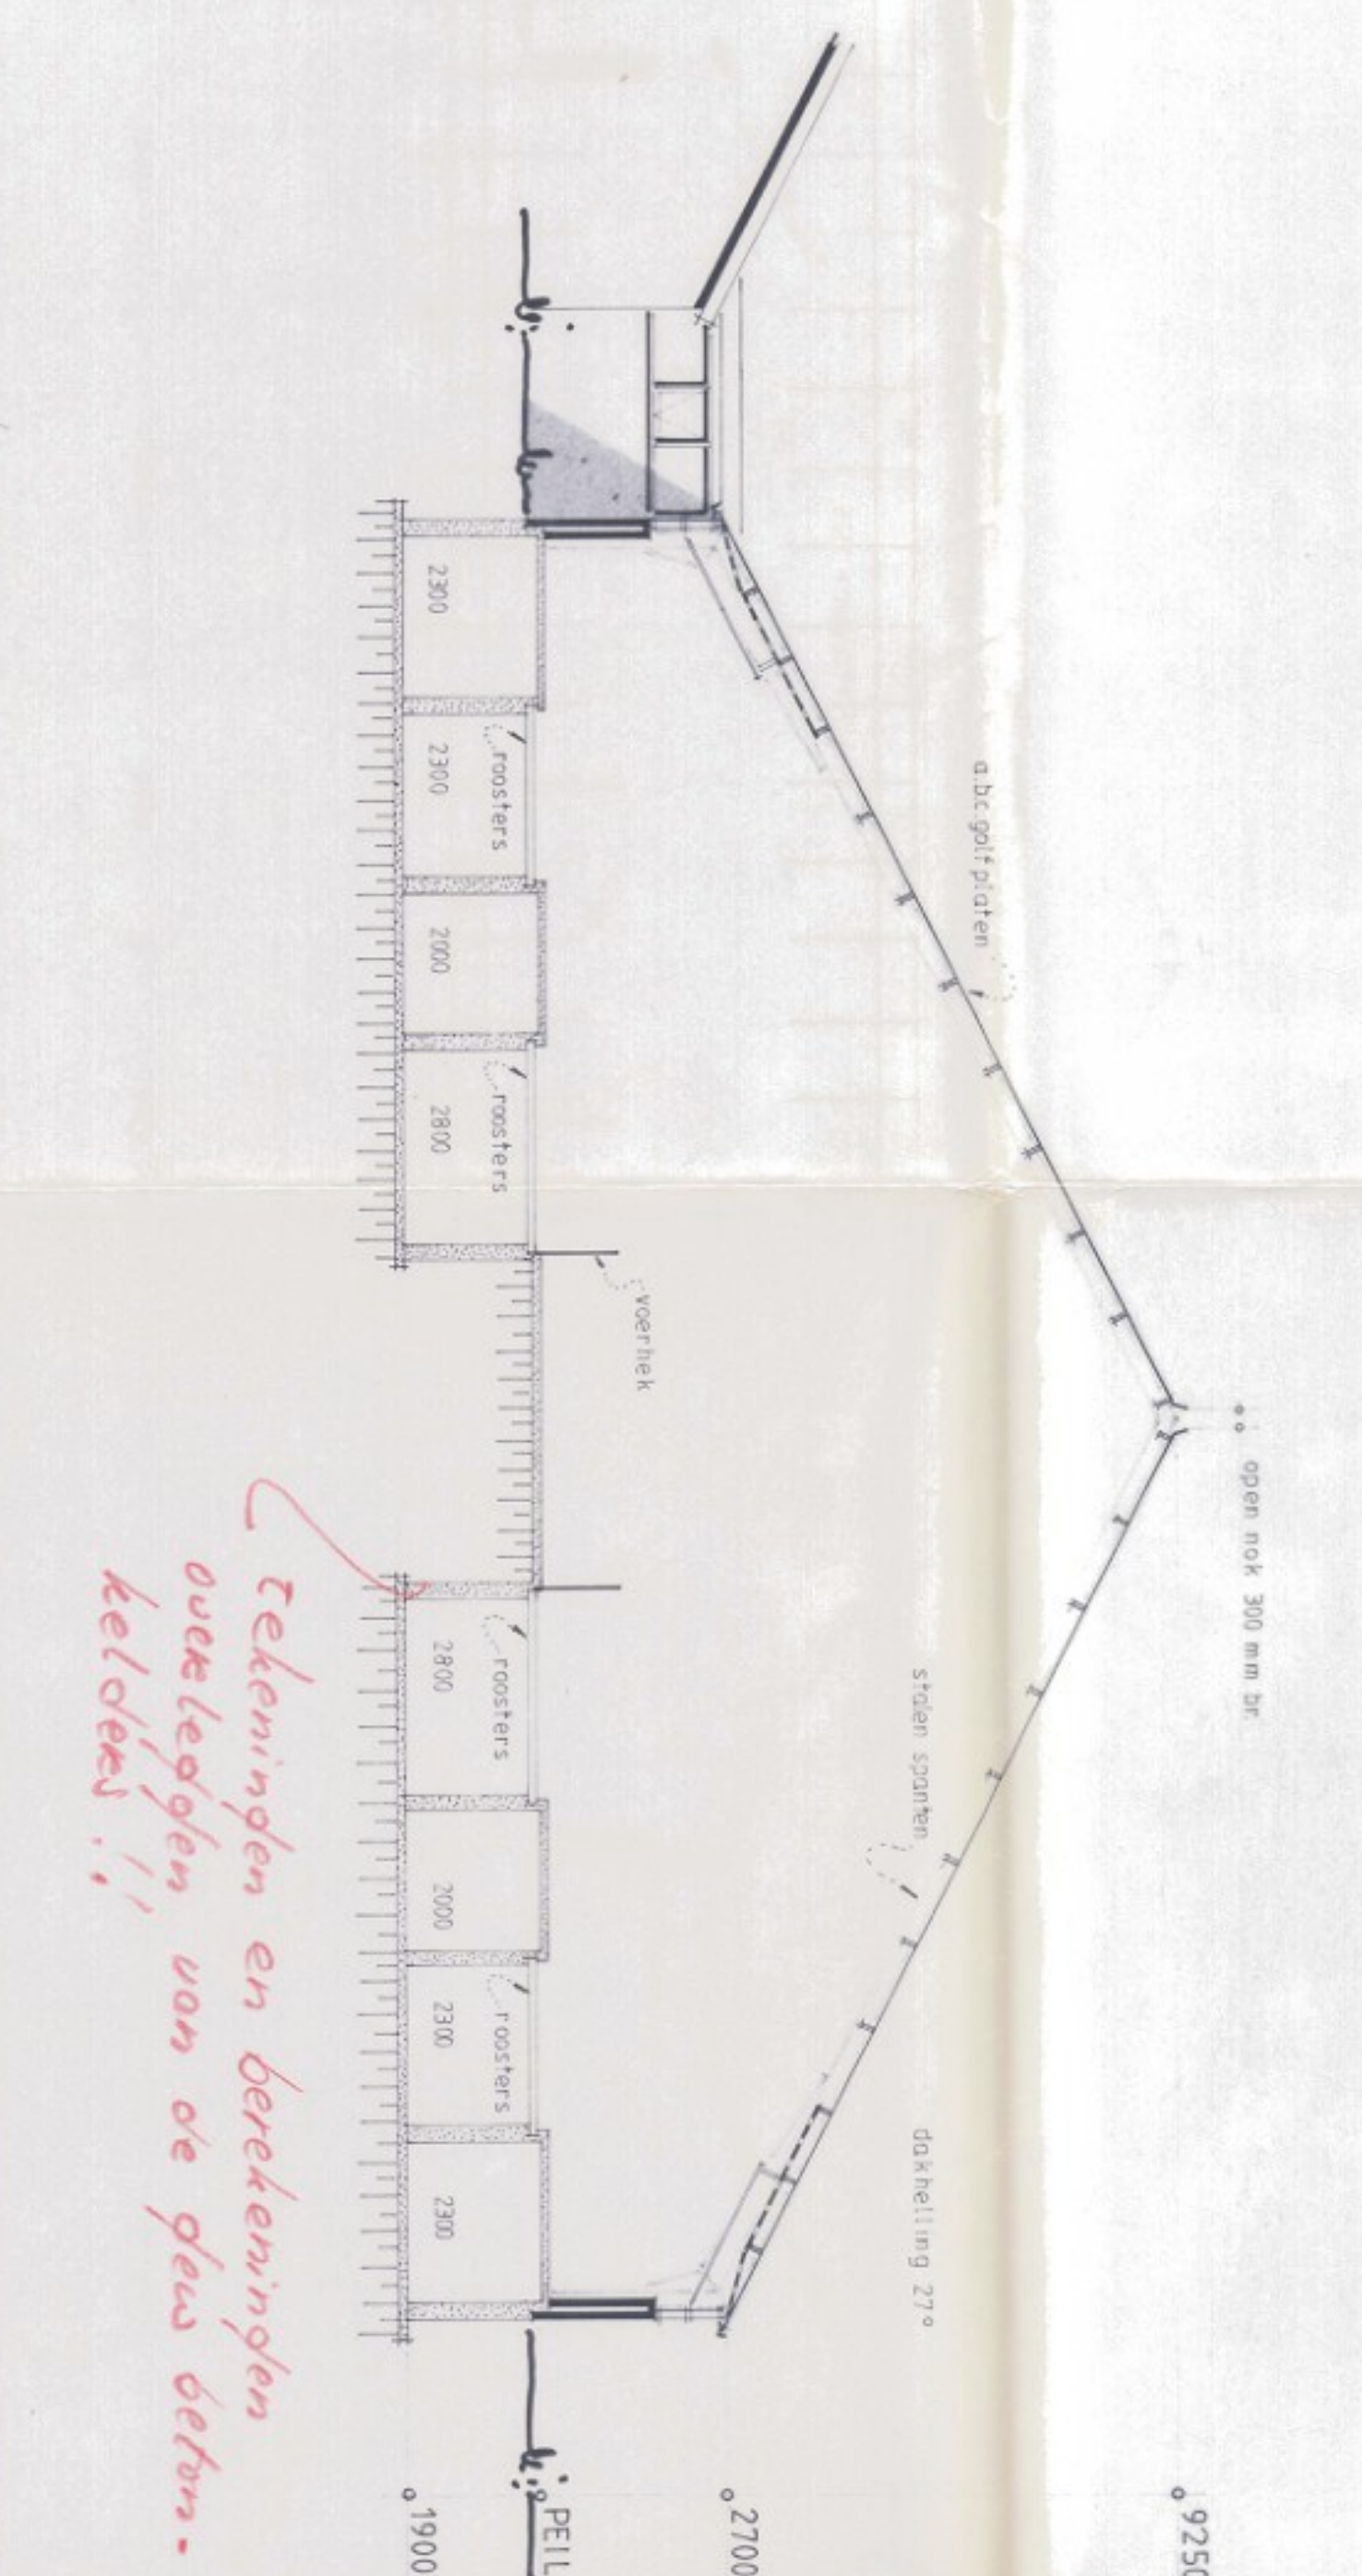 open nok 300 mm br.
9250
a.b.c.golfplaten
stalen spanten
dakhelling 27°
2700
voerhek
PEIL
roosters
roosters
roosters
roosters
2300
2300
2000
2800
2800
2000
2300
2300
1900
tekeningen en berekeningen
overleggen van de gew beton-
kelders!!